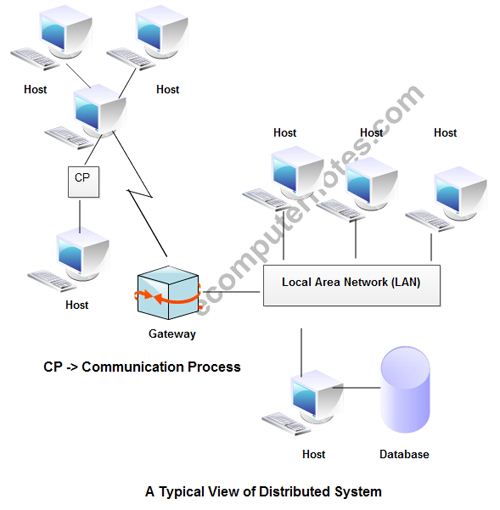 Host
Host
CP
Host
Host
Host
Host
Local Area Network (LAN)
Gateway
CP -> Communication Process
Host
Database
A Typical View of Distributed System
ecomputernotes.com